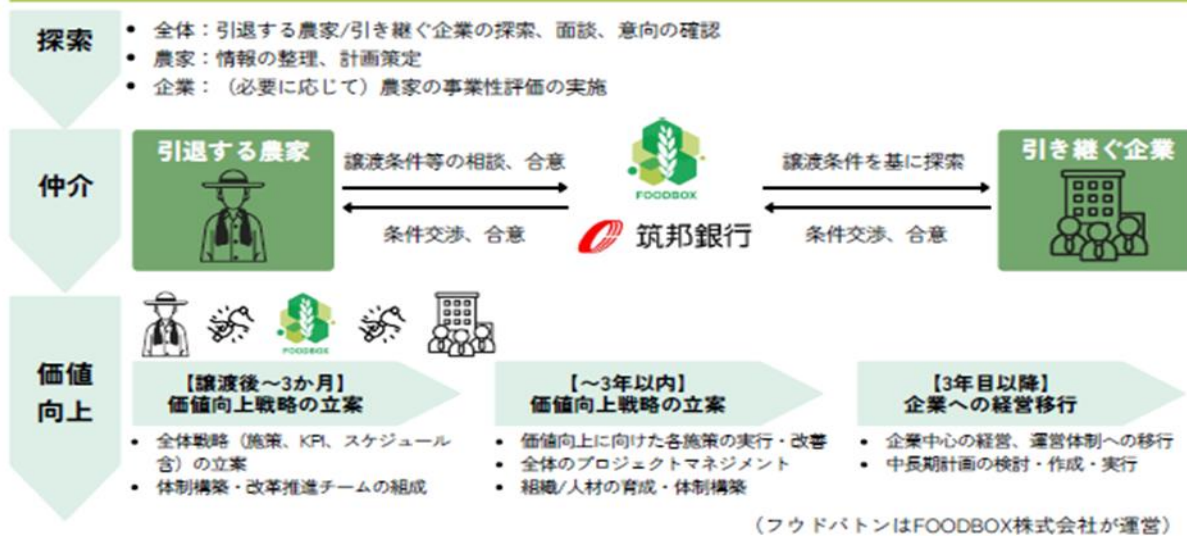 探索
• 全体：引退する農家/引き継ぐ企業の探索、面談、意向の確認
• 農家：情報の整理、計画策定
• 企業：（必要に応じて）農家の事業性評価の実施
仲介
引退する農家
譲渡条件等の相談、合意
条件交渉、合意
FOODBOX
筑邦銀行
譲渡条件を基に探索
条件交渉、合意
引き継ぐ企業
価値
向上
FOODBOX
【譲渡後～3か月】
価値向上戦略の立案
• 全体戦略（施策、KPI、スケジュール
含）の立案
• 体制構築・改革推進チームの組成
【～3年以内】
価値向上戦略の立案
• 価値向上に向けた各施策の実行・改善
• 全体のプロジェクトマネジメント
• 組織/人材の育成・体制構築
【3年目以降】
企業への経営移行
• 企業中心の経営、運営体制への移行
• 中長期計画の検討・作成・実行
（フウドバトンはFOODBOX株式会社が運営）